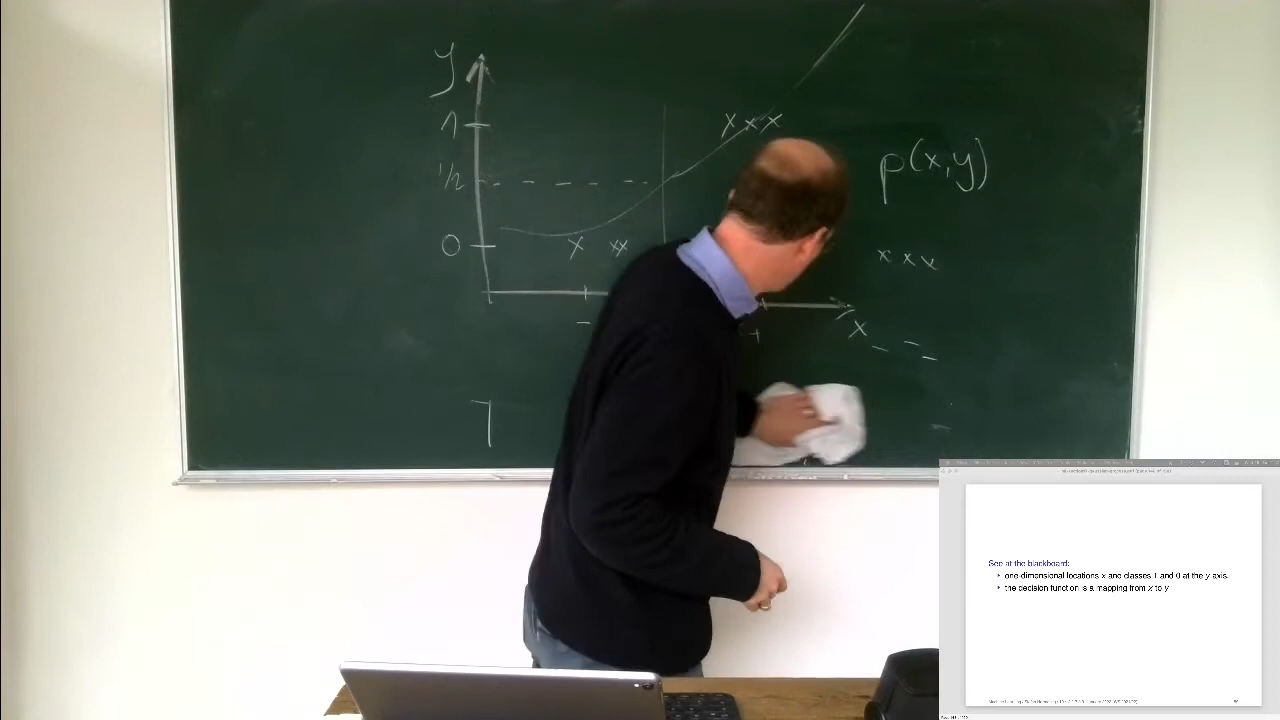 y
1
1/2
0
x xx
x x x
p(x,y)
x x x
x
See at the blackboard:
• one-dimensional locations x and classes 1 and 0 at the y axis.
• the decision function is a mapping from x to y